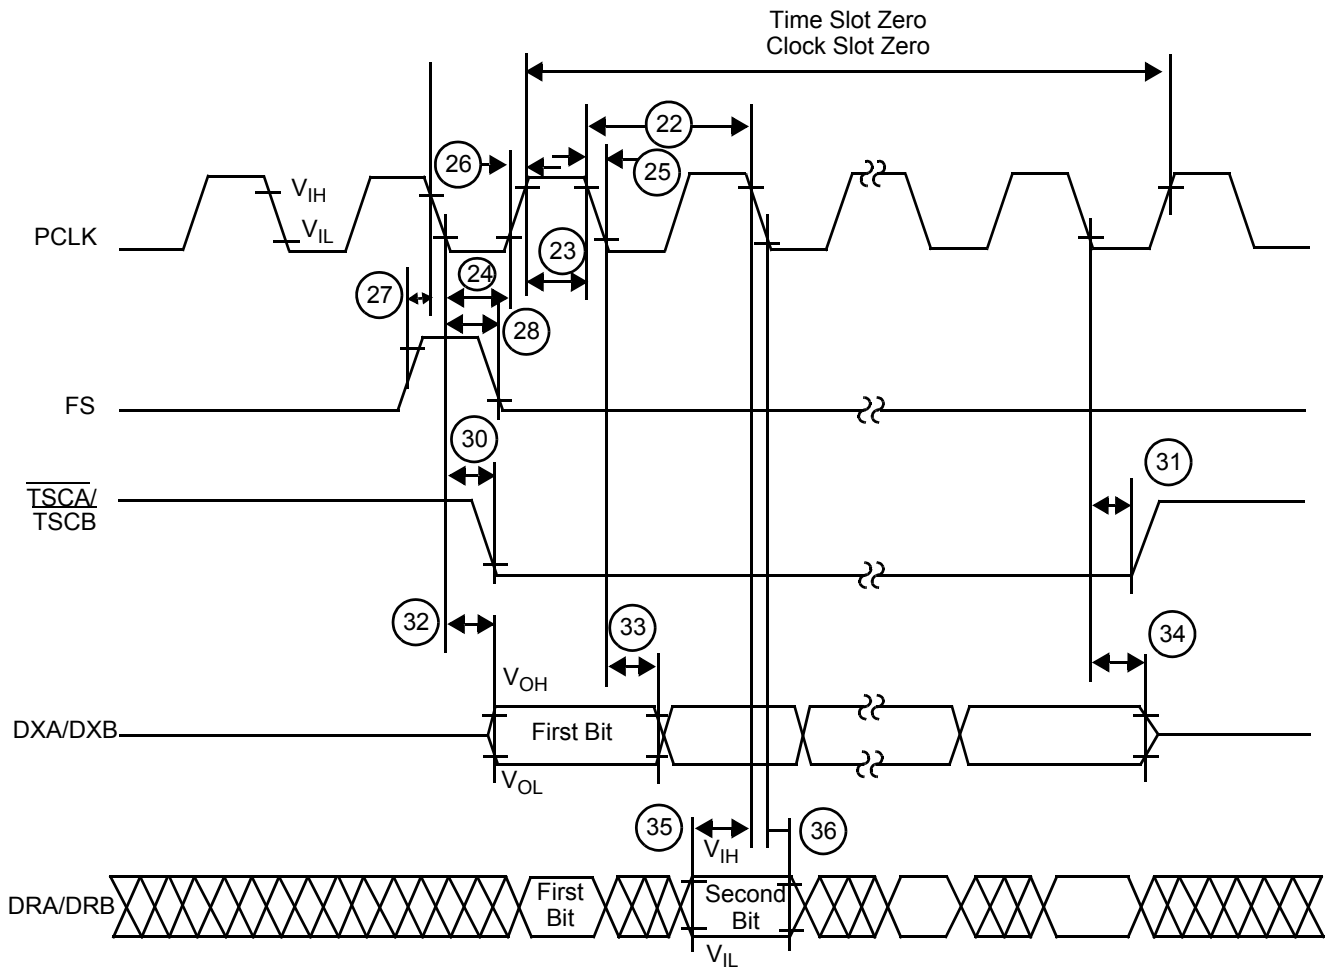 Time Slot Zero
Clock Slot Zero
22
26
25
VIH
VIL
PCLK
23
24
27
28
FS
30
31
TSCA/
TSCB
32
33
34
VOH
DXA/DXB
First Bit
VOL
35
36
VIH
DRA/DRB
First
Bit
Second
Bit
VIL